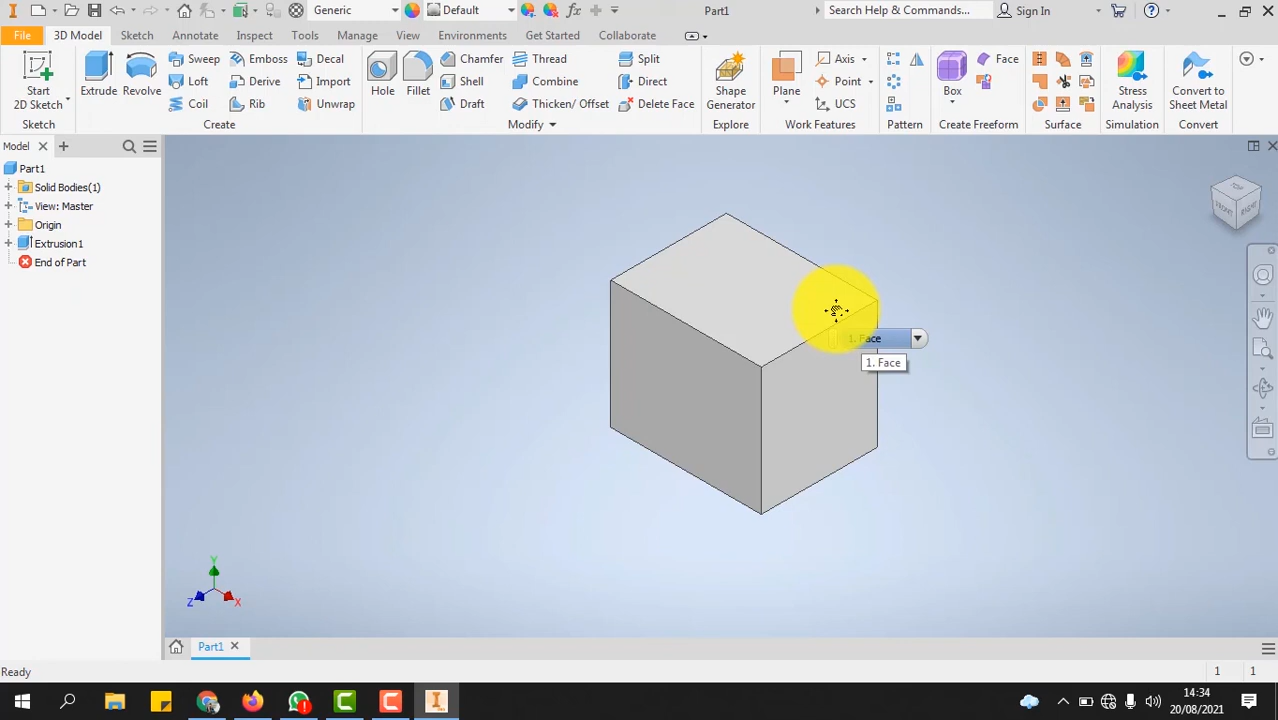 Generic
Default
Part1
Search Help & Commands...
Sign In
File
3D Model
Sketch
Annotate
Inspect
Tools
Manage
View
Environments
Get Started
Collaborate
Start
2D Sketch
Sketch
Extrude
Revolve
Sweep
Emboss
Decal
Loft
Derive
Import
Coil
Rib
Unwrap
Create
Hole
Fillet
Chamfer
Thread
Split
Shell
Combine
Direct
Draft
Thicken/ Offset
Delete Face
Modify
Shape
Generator
Explore
Plane
Axis
Point
UCS
Work Features
Pattern
Box
Face
Create Freeform
Surface
Stress
Analysis
Simulation
Convert to
Sheet Metal
Convert
Model
Part1
Solid Bodies(1)
View: Master
Origin
Extrusion1
End of Part
TOP
FRONT
RIGHT
1. Face
1. Face
Y
Z
X
Part1
Ready
1
1
14:34
20/08/2021